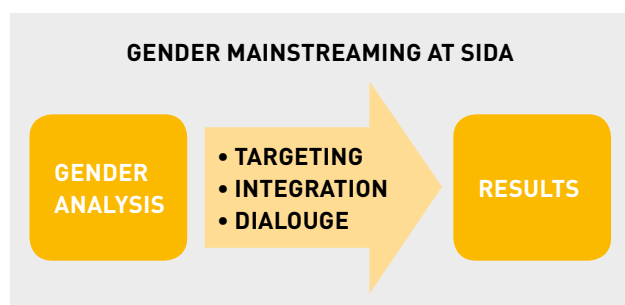 GENDER MAINSTREAMING AT SIDA
GENDER
ANALYSIS
• TARGETING
• INTEGRATION
• DIALOUGE
RESULTS